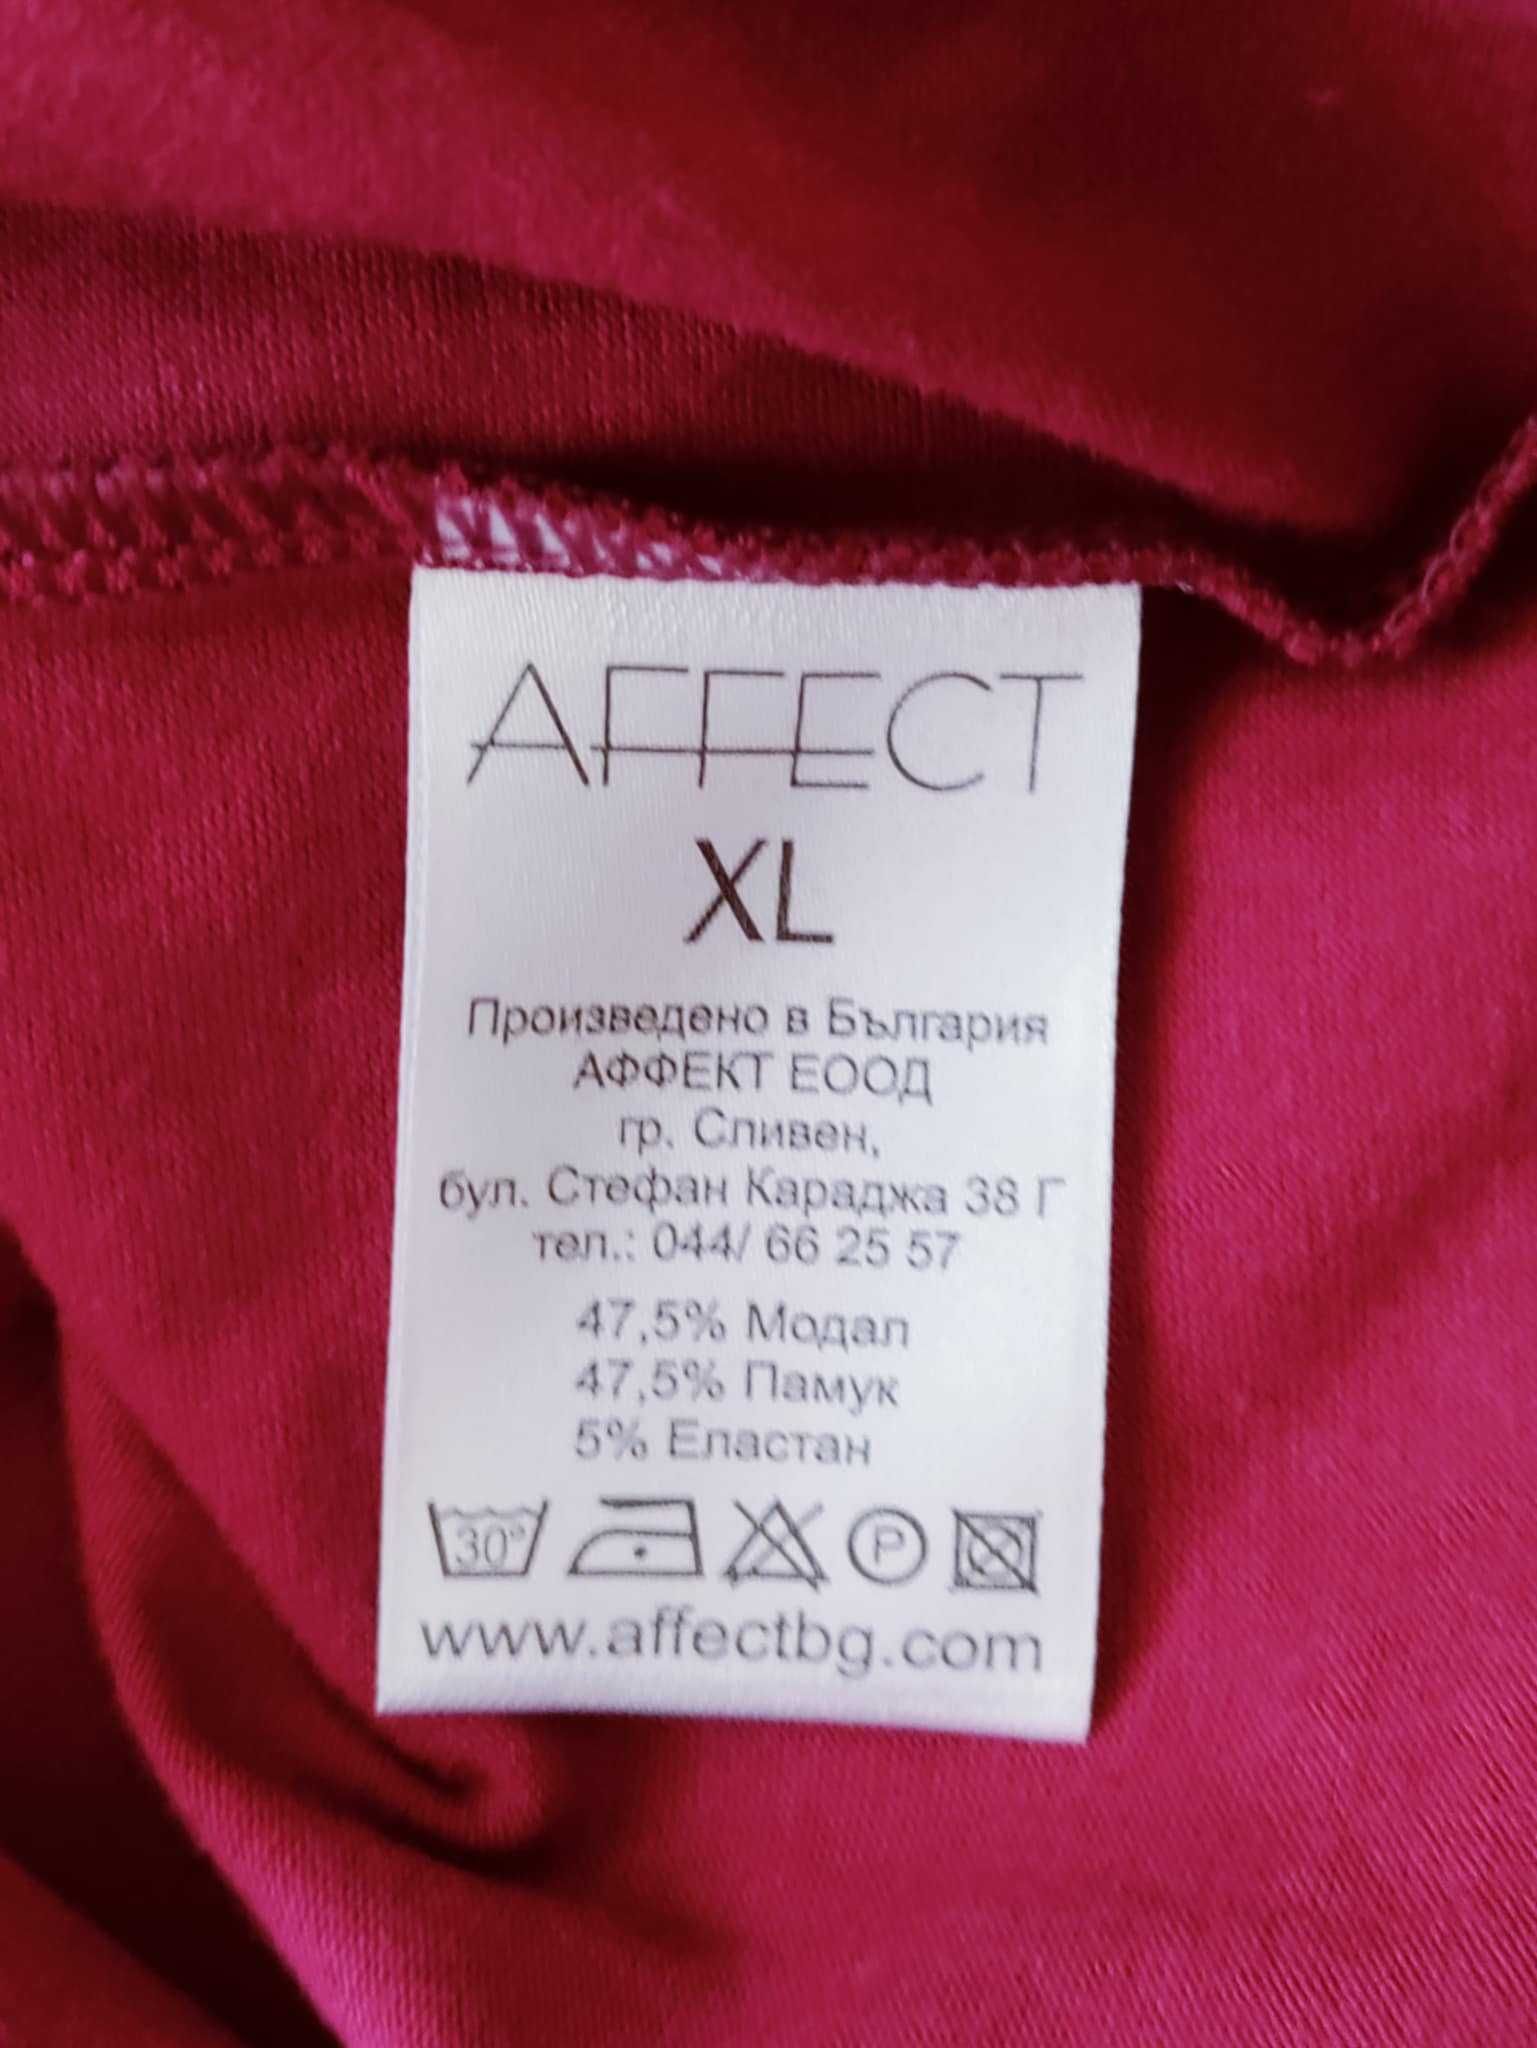 AFFECT
XL
Произведено в България
АФФЕКТ ЕООД
гр. Сливен,
бул. Стефан Караджа 38 Г
тел.: 044/ 66 25 57
47,5% Модал
47,5% Памук
5% Еластан
30° P
www.affectbg.com